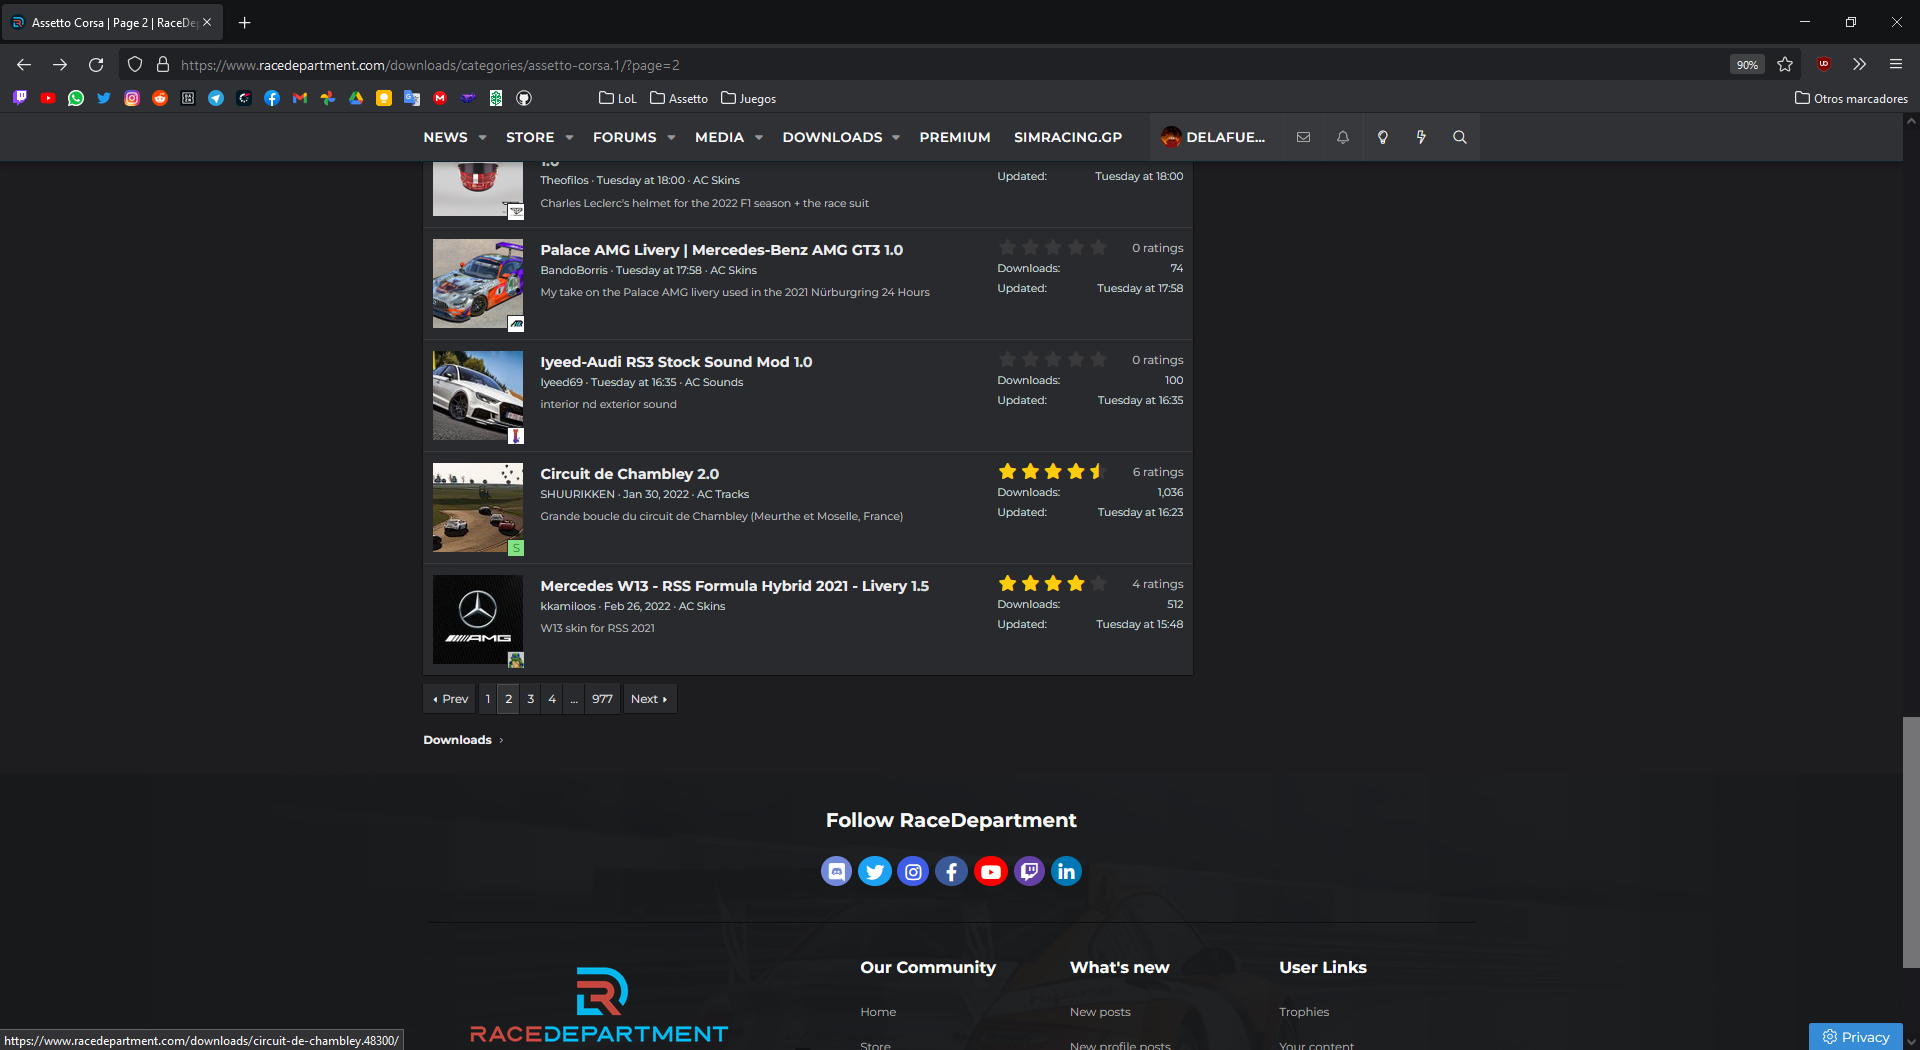 Assetto Corsa | Page 2 | RaceDe
https://www.racedepartment.com/downloads/categories/assetto-corsa.1/?page=2
90%
LoL
Assetto
Juegos
Otros marcadores
NEWS
STORE
FORUMS
MEDIA
DOWNLOADS
PREMIUM
SIMRACING.GP
DELAFUE...
1.0
Theofilos · Tuesday at 18:00 · AC Skins
Charles Leclerc's helmet for the 2022 F1 season + the race suit
Updated: Tuesday at 18:00
Palace AMG Livery | Mercedes-Benz AMG GT3 1.0
BandoBorris · Tuesday at 17:58 · AC Skins
My take on the Palace AMG livery used in the 2021 Nürburgring 24 Hours
0 ratings
Downloads: 74
Updated: Tuesday at 17:58
Iyeed-Audi RS3 Stock Sound Mod 1.0
Iyeed69 · Tuesday at 16:35 · AC Sounds
interior nd exterior sound
0 ratings
Downloads: 100
Updated: Tuesday at 16:35
Circuit de Chambley 2.0
SHUURIKKEN · Jan 30, 2022 · AC Tracks
Grande boucle du circuit de Chambley (Meurthe et Moselle, France)
S
6 ratings
Downloads: 1,036
Updated: Tuesday at 16:23
Mercedes W13 - RSS Formula Hybrid 2021 - Livery 1.5
kkamiloos · Feb 26, 2022 · AC Skins
W13 skin for RSS 2021
AMG
4 ratings
Downloads: 512
Updated: Tuesday at 15:48
Prev 1 2 3 4 ... 977 Next
Downloads
Follow RaceDepartment
RACEDEPARTMENT
Our Community
Home
Store
What's new
New posts
New profile posts
User Links
Trophies
Your content
https://www.racedepartment.com/downloads/circuit-de-chambley.48300/
Privacy